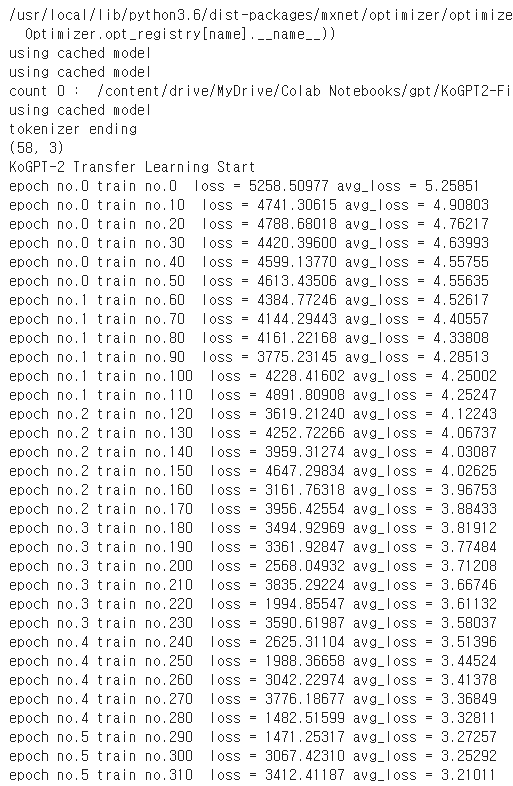 /usr/local/lib/python3.6/dist-packages/mxnet/optimizer/optimize
Optimizer.opt_registry[name].__name__))
using cached model
using cached model
count 0 :  /content/drive/MyDrive/Colab Notebooks/gpt/KoGPT2-Fi
using cached model
tokenizer ending
(58, 3)
KoGPT-2 Transfer Learning Start
epoch no.0 train no.0  loss = 5258.50977 avg_loss = 5.25851
epoch no.0 train no.10  loss = 4741.30615 avg_loss = 4.90803
epoch no.0 train no.20  loss = 4788.68018 avg_loss = 4.76217
epoch no.0 train no.30  loss = 4420.39600 avg_loss = 4.63993
epoch no.0 train no.40  loss = 4599.13770 avg_loss = 4.55755
epoch no.0 train no.50  loss = 4613.43506 avg_loss = 4.55635
epoch no.1 train no.60  loss = 4384.77246 avg_loss = 4.52617
epoch no.1 train no.70  loss = 4144.29443 avg_loss = 4.40557
epoch no.1 train no.80  loss = 4161.22168 avg_loss = 4.33808
epoch no.1 train no.90  loss = 3775.23145 avg_loss = 4.28513
epoch no.1 train no.100  loss = 4228.41602 avg_loss = 4.25002
epoch no.1 train no.110  loss = 4891.80908 avg_loss = 4.25247
epoch no.2 train no.120  loss = 3619.21240 avg_loss = 4.12243
epoch no.2 train no.130  loss = 4252.72266 avg_loss = 4.06737
epoch no.2 train no.140  loss = 3959.31274 avg_loss = 4.03087
epoch no.2 train no.150  loss = 4647.29834 avg_loss = 4.02625
epoch no.2 train no.160  loss = 3161.76318 avg_loss = 3.96753
epoch no.2 train no.170  loss = 3956.42554 avg_loss = 3.88433
epoch no.3 train no.180  loss = 3494.92969 avg_loss = 3.81912
epoch no.3 train no.190  loss = 3361.92847 avg_loss = 3.77484
epoch no.3 train no.200  loss = 2568.04932 avg_loss = 3.71208
epoch no.3 train no.210  loss = 3835.29224 avg_loss = 3.66746
epoch no.3 train no.220  loss = 1994.85547 avg_loss = 3.61132
epoch no.3 train no.230  loss = 3590.61987 avg_loss = 3.58037
epoch no.4 train no.240  loss = 2625.31104 avg_loss = 3.51396
epoch no.4 train no.250  loss = 1988.36658 avg_loss = 3.44524
epoch no.4 train no.260  loss = 3042.22974 avg_loss = 3.41378
epoch no.4 train no.270  loss = 3776.18677 avg_loss = 3.36849
epoch no.4 train no.280  loss = 1482.51599 avg_loss = 3.32811
epoch no.5 train no.290  loss = 1471.25317 avg_loss = 3.27257
epoch no.5 train no.300  loss = 3067.42310 avg_loss = 3.25292
epoch no.5 train no.310  loss = 3412.41187 avg_loss = 3.21011